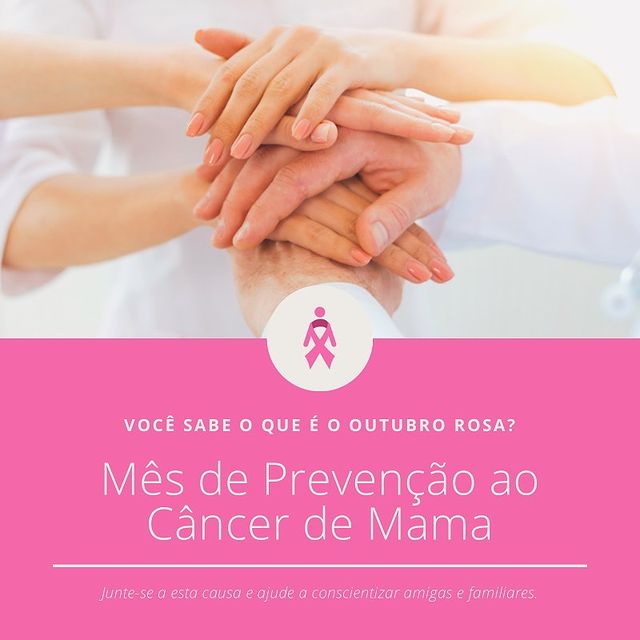 VOCÊ SABE O QUE É O OUTUBRO ROSA?
Mês de Prevenção ao
Câncer de Mama
Junte-se a esta causa e ajude a conscientizar amigas e familiares.